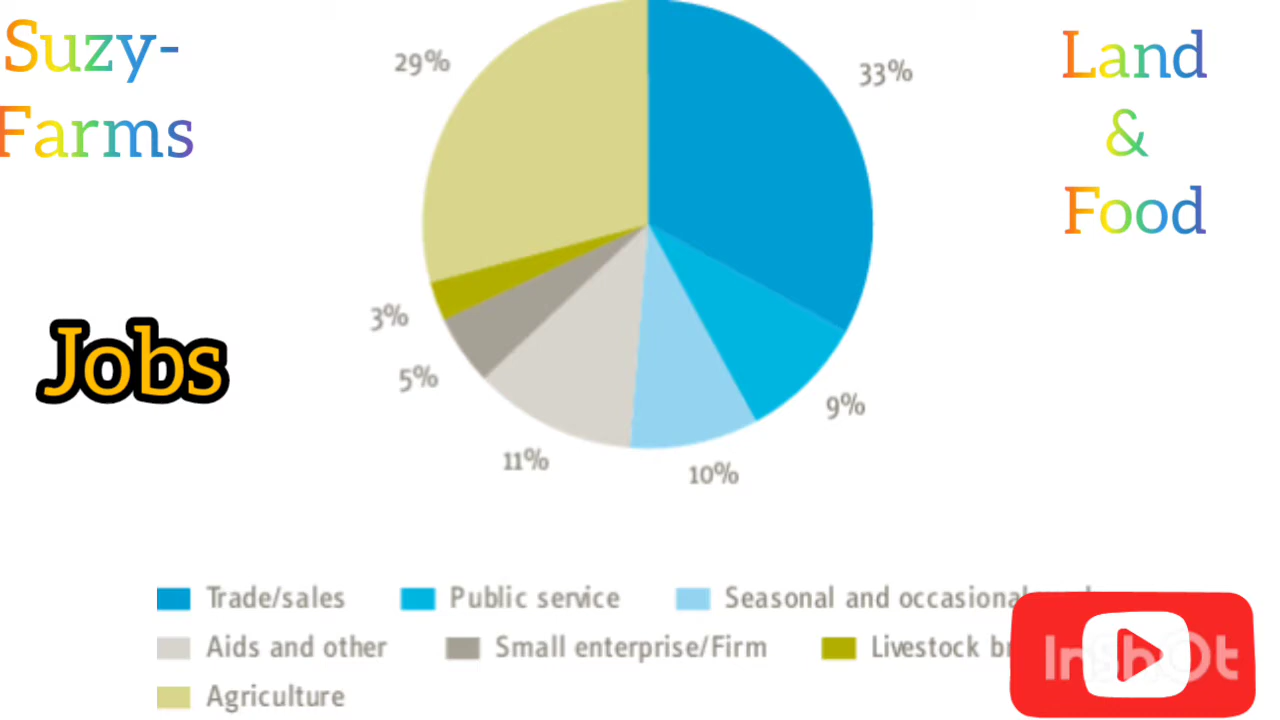 Suzy-
Farms
Land
&
Food
Jobs
29%
33%
3%
5%
9%
11%
10%
Trade/sales
Public service
Seasonal and occasional
Aids and other
Small enterprise/Firm
Livestock
Agriculture
InShOt